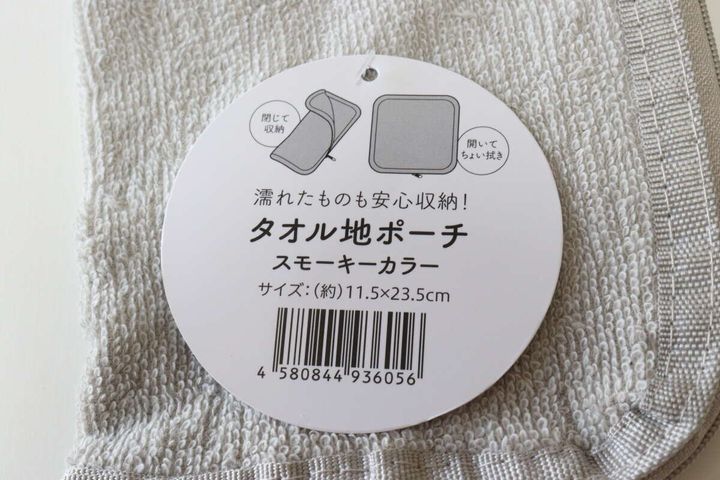 閉じて
収納
開いて
ちょい拭き
濡れたものも安心収納!
タオル地ポーチ
スモーキーカラー
サイズ:(約)11.5×23.5cm
4 580844 936056